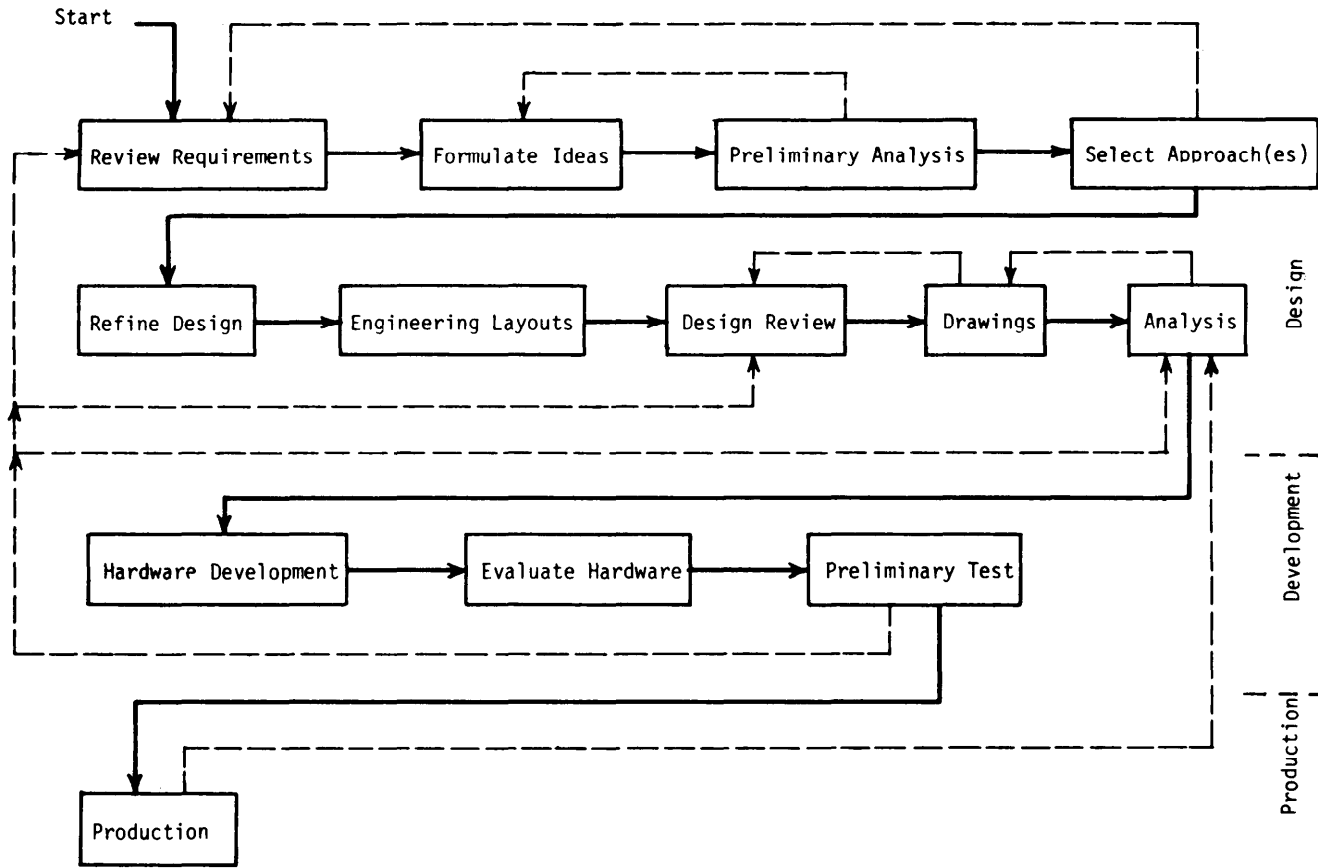 Start
Review Requirements
Formulate Ideas
Preliminary Analysis
Select Approach(es)
Refine Design
Engineering Layouts
Design Review
Drawings
Analysis
Design
Hardware Development
Evaluate Hardware
Preliminary Test
Development
Production
Production